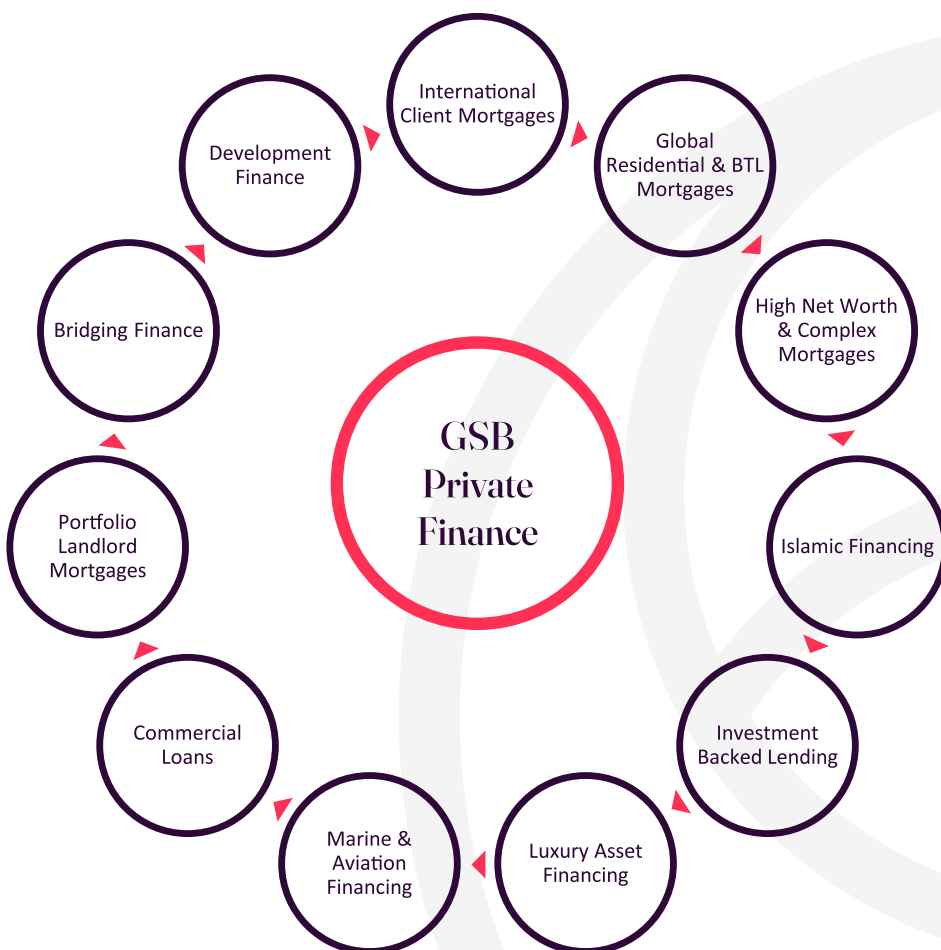 International
Client Mortgages
Global
Residential & BTL
Mortgages
High Net Worth
& Complex
Mortgages
Islamic Financing
Investment
Backed Lending
Luxury Asset
Financing
Marine &
Aviation
Financing
Commercial
Loans
Portfolio
Landlord
Mortgages
Bridging Finance
Development
Finance
GSB
Private
Finance